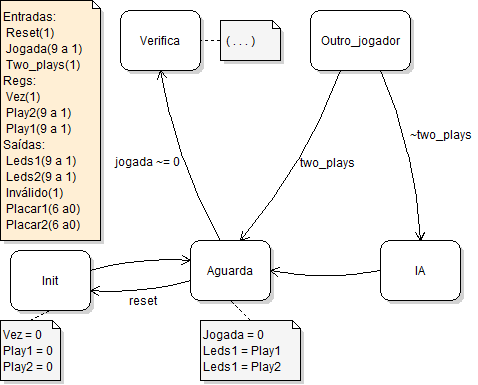 Entradas:
Reset(1)
Jogada(9 a 1)
Two_plays(1)
Regs:
Vez(1)
Play2(9 a 1)
Play1(9 a 1)
Saídas:
Leds1(9 a 1)
Leds2(9 a 1)
Inválido(1)
Placar1(6 a0)
Placar2(6 a0)
Verifica
(...)
Outro_jogador
jogada ~= 0
two_plays
~two_plays
Init
reset
Aguarda
IA
Vez = 0
Play1 = 0
Play2 = 0
Jogada = 0
Leds1 = Play1
Leds1 = Play2